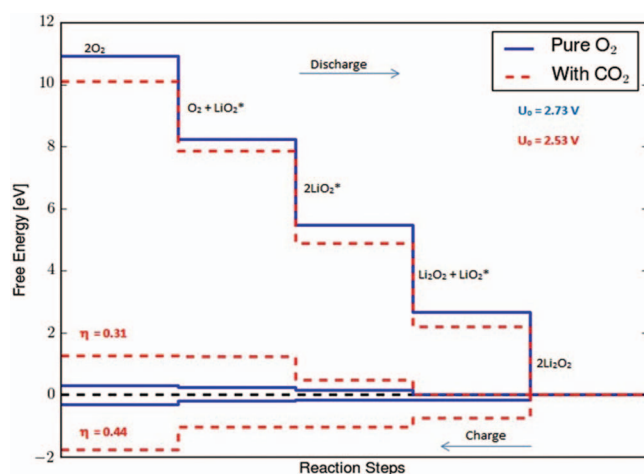 12
10
8
6
4
2
0
−2
Free Energy [eV]
Reaction Steps
Pure O₂
With CO₂
2O₂
Discharge
O₂ + LiO₂*
U₀ = 2.73 V
U₀ = 2.53 V
2LiO₂*
Li₂O₂ + LiO₂*
η = 0.31
2Li₂O₂
η = 0.44
Charge